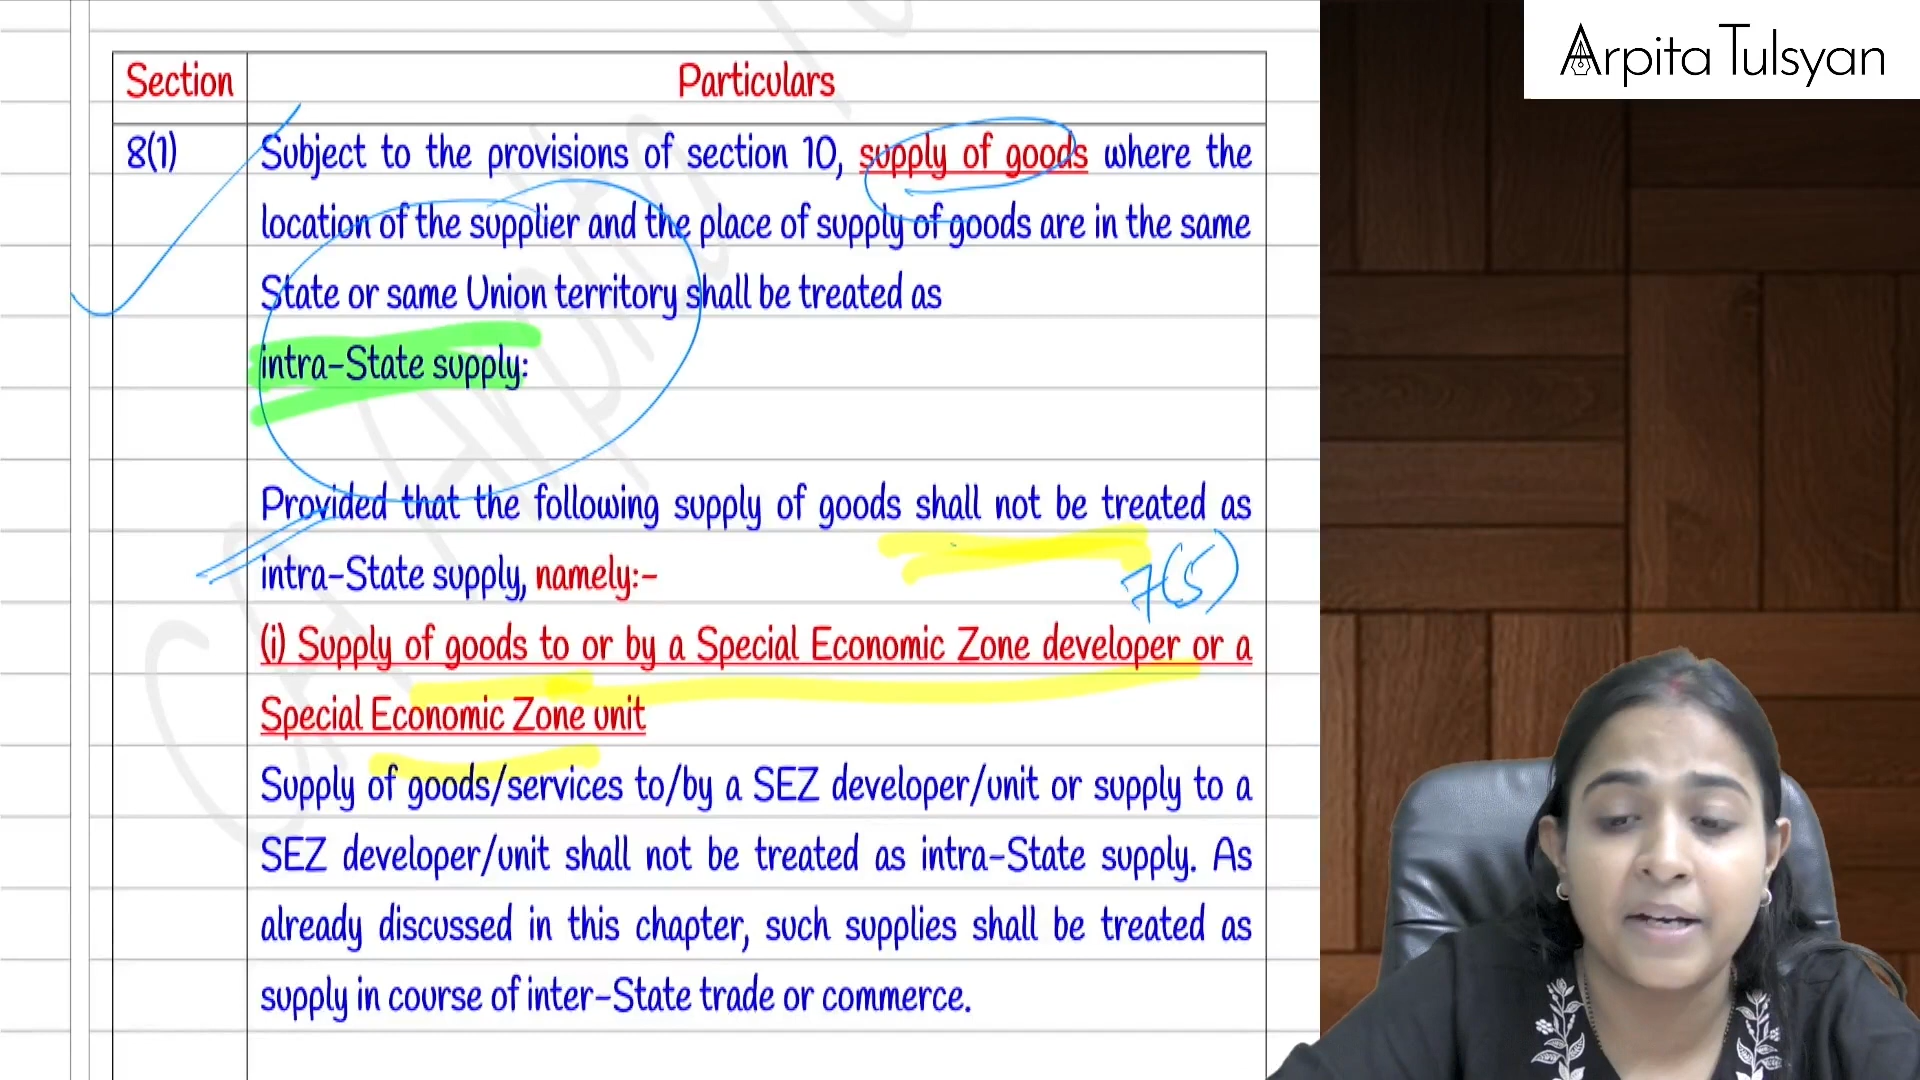 Arpita Tulsyan
Section Particulars
8(1) Subject to the provisions of section 10, supply of goods where the
location of the supplier and the place of supply of goods are in the same
State or same Union territory shall be treated as
intra-State supply:
Provided that the following supply of goods shall not be treated as
intra-State supply, namely:-
7(5)
(i) Supply of goods to or by a Special Economic Zone developer or a
Special Economic Zone unit
Supply of goods/services to/by a SEZ developer/unit or supply to a
SEZ developer/unit shall not be treated as intra-State supply. As
already discussed in this chapter, such supplies shall be treated as
supply in course of inter-State trade or commerce.
CA Arpita